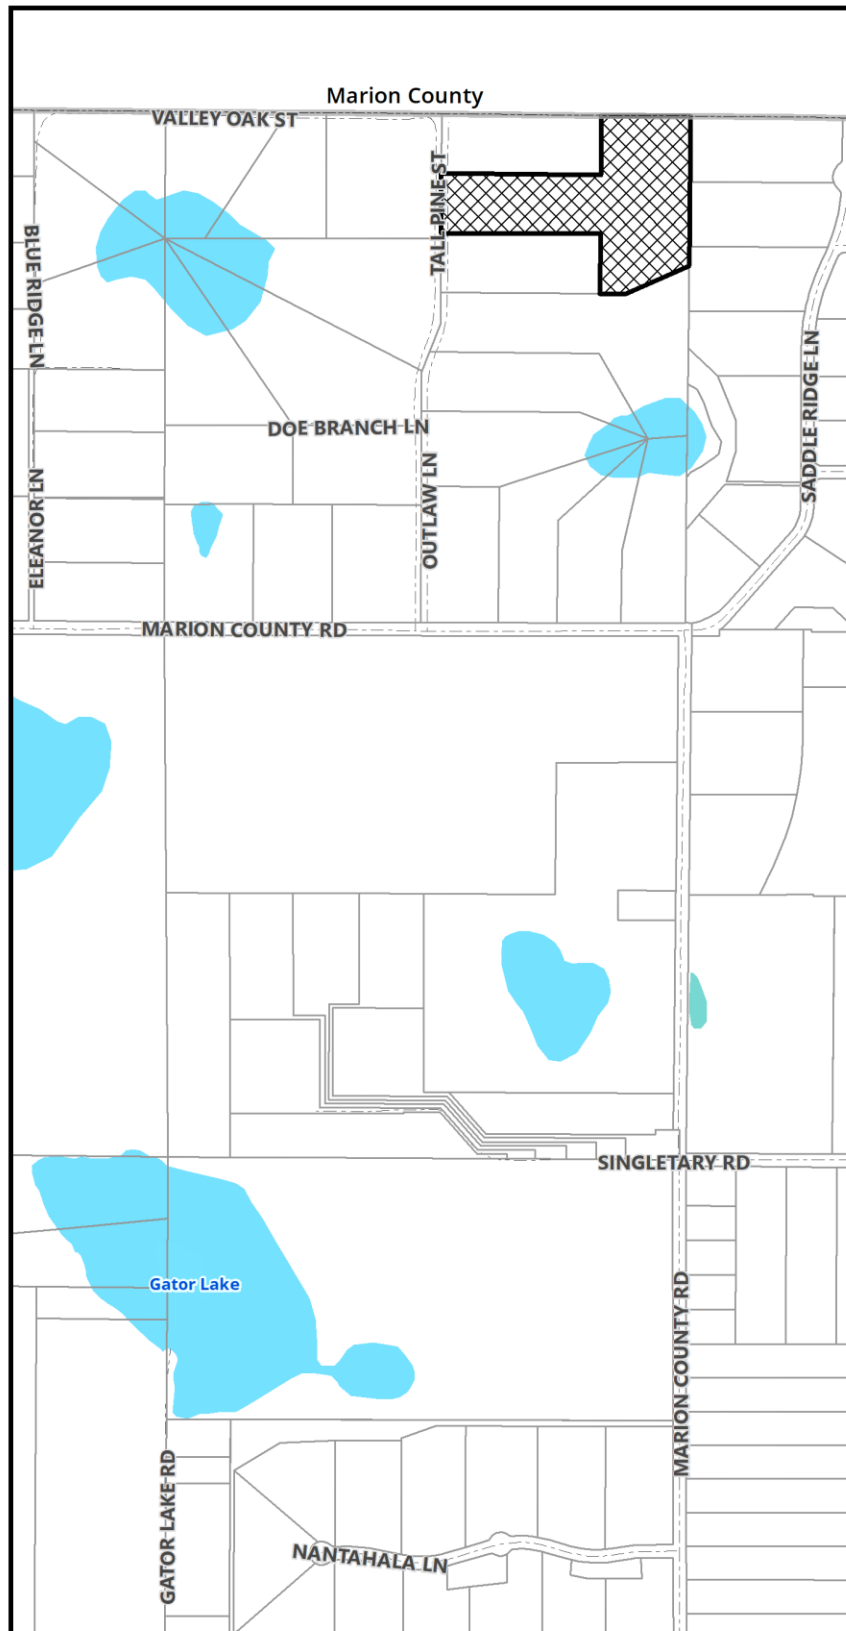 Marion County
VALLEY OAK ST
TALL PINE ST
BLUE RIDGE LN
SADDLE RIDGE LN
DOE BRANCH LN
OUTLAW LN
ELEANOR LN
MARION COUNTY RD
SINGLETARY RD
Gator Lake
MARION COUNTY RD
GATOR LAKE RD
NANTAHALA LN